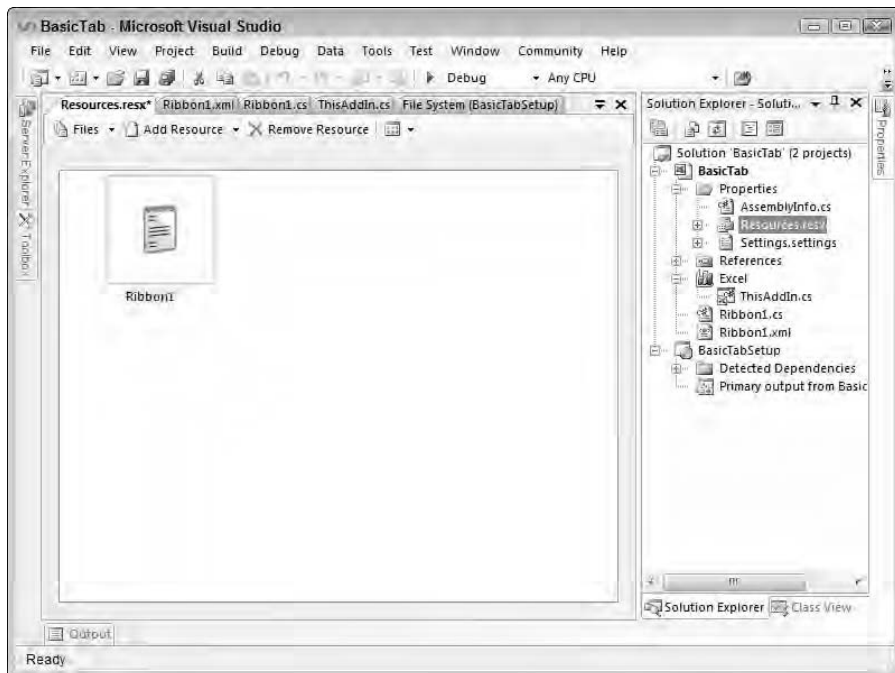 BasicTab - Microsoft Visual Studio
File Edit View Project Build Debug Data Tools Test Window Community Help
Debug Any CPU
Resources.resx* Ribbon1.xml Ribbon1.cs ThisAddIn.cs File System (BasicTabSetup)
Files Add Resource Remove Resource
Ribbon1
Server Explorer
Toolbox
Solution Explorer - Soluti...
Solution 'BasicTab' (2 projects)
BasicTab
Properties
AssemblyInfo.cs
Resources.resx
Settings.settings
References
Excel
ThisAddIn.cs
Ribbon1.cs
Ribbon1.xml
BasicTabSetup
Detected Dependencies
Primary output from Basic
Solution Explorer Class View
Properties
Output
Ready